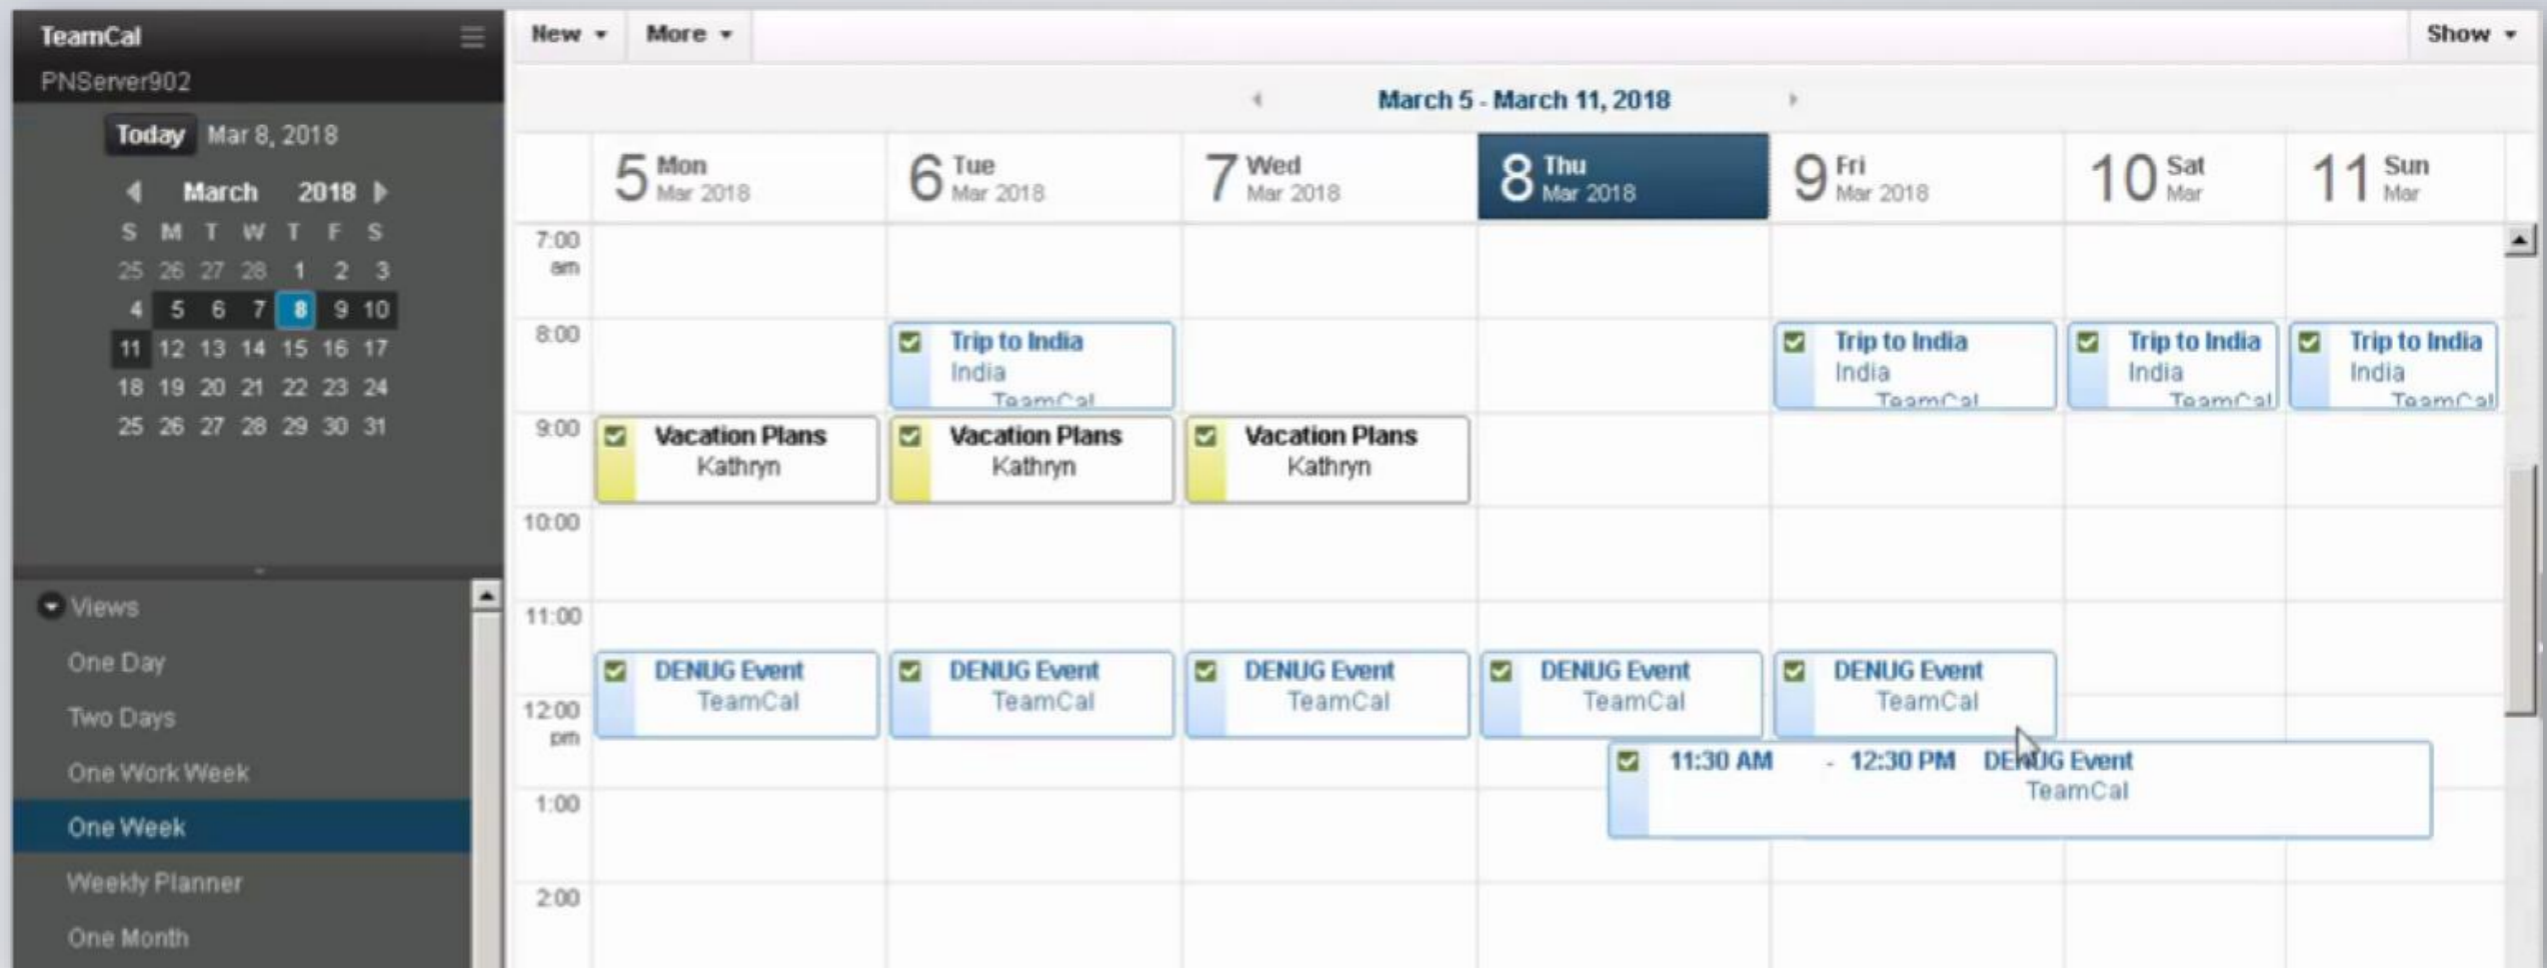 TeamCal
PNServer902
Today Mar 8, 2018
March 2018
S M T W T F S
25 26 27 28 1 2 3
4 5 6 7 8 9 10
11 12 13 14 15 16 17
18 19 20 21 22 23 24
25 26 27 28 29 30 31
Views
One Day
Two Days
One Work Week
One Week
Weekly Planner
One Month
New More Show
March 5 - March 11, 2018
5 Mon Mar 2018
6 Tue Mar 2018
7 Wed Mar 2018
8 Thu Mar 2018
9 Fri Mar 2018
10 Sat Mar
11 Sun Mar
7:00
am
8:00
Trip to India
India
TeamCal
Trip to India
India
TeamCal
Trip to India
India
TeamCal
Trip to India
India
TeamCal
9:00
Vacation Plans
Kathryn
Vacation Plans
Kathryn
Vacation Plans
Kathryn
10:00
11:00
DENUG Event
TeamCal
DENUG Event
TeamCal
DENUG Event
TeamCal
DENUG Event
TeamCal
DENUG Event
TeamCal
12:00
pm
11:30 AM - 12:30 PM DENUG Event
TeamCal
1:00
2:00